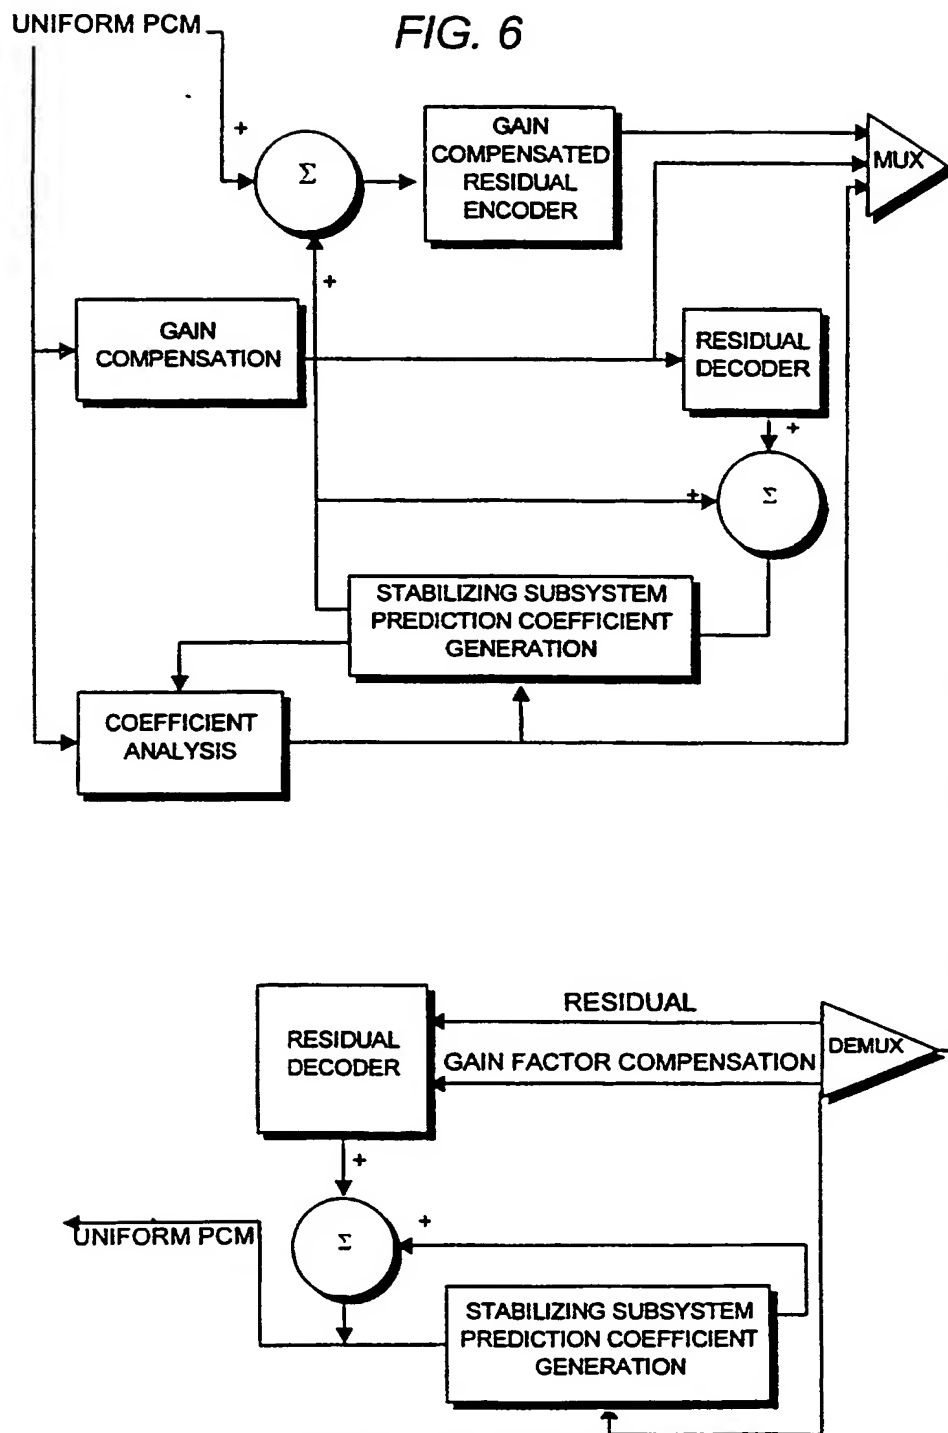 UNIFORM PCM
FIG. 6
+
Σ
GAIN
COMPENSATED
RESIDUAL
ENCODER
MUX
+
GAIN
COMPENSATION
RESIDUAL
DECODER
+
+
Σ
STABILIZING SUBSYSTEM
PREDICTION COEFFICIENT
GENERATION
COEFFICIENT
ANALYSIS
RESIDUAL
DECODER
RESIDUAL
GAIN FACTOR COMPENSATION
DEMUX
+
+
Σ
UNIFORM PCM
STABILIZING SUBSYSTEM
PREDICTION COEFFICIENT
GENERATION